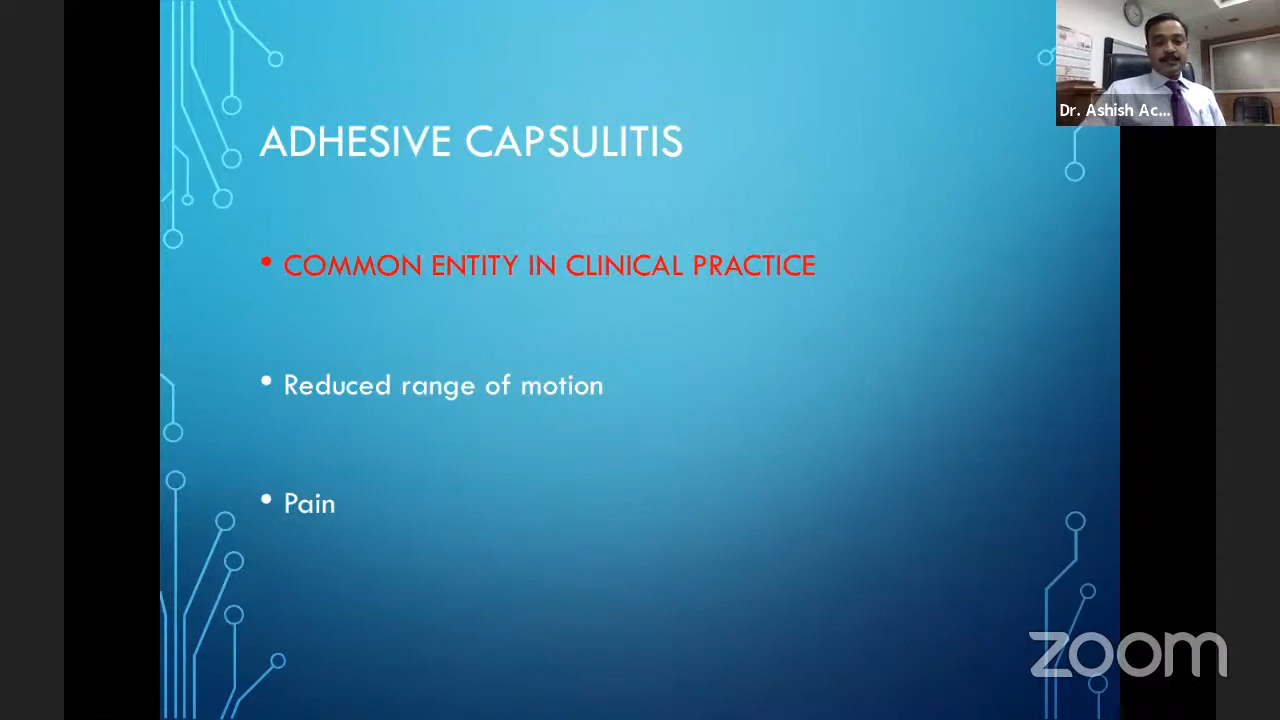 Dr. Ashish Ac...
ADHESIVE CAPSULITIS
• COMMON ENTITY IN CLINICAL PRACTICE
• Reduced range of motion
• Pain
zoom